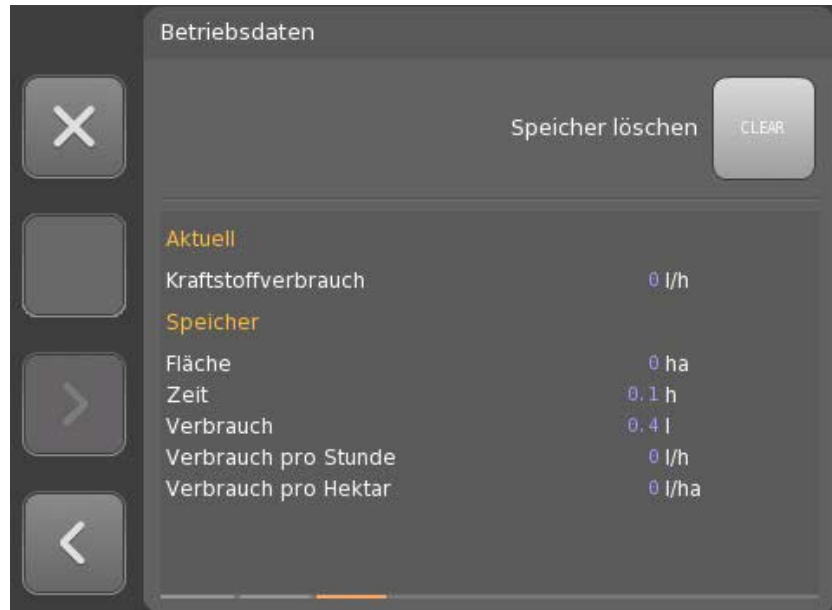 Betriebsdaten
Speicher löschen CLEAR
Aktuell
Kraftstoffverbrauch 0 l/h
Speicher
Fläche 0 ha
Zeit 0.1 h
Verbrauch 0.4 l
Verbrauch pro Stunde 0 l/h
Verbrauch pro Hektar 0 l/ha